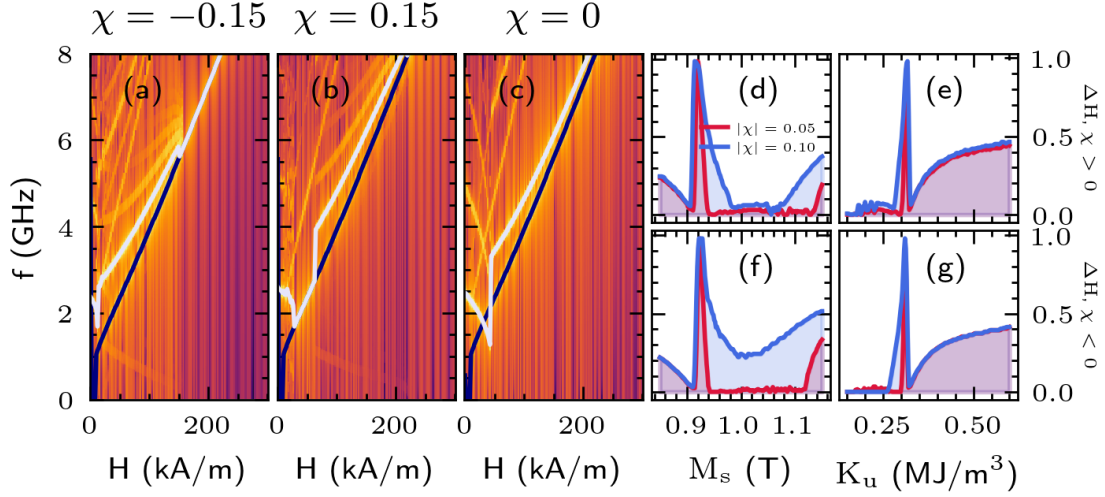 χ = −0.15
χ = 0.15
χ = 0
f (GHz)
8
6
4
2
0
(a)
(b)
(c)
0
200
0
200
0
200
H (kA/m)
H (kA/m)
H (kA/m)
(d)
|χ| = 0.05
|χ| = 0.10
(e)
1.0
0.5
0.0
ΔH, χ > 0
(f)
(g)
1.0
0.5
0.0
ΔH, χ < 0
0.9
1.0
1.1
0.25
0.50
Mₛ (T)
Kᵤ (MJ/m³)